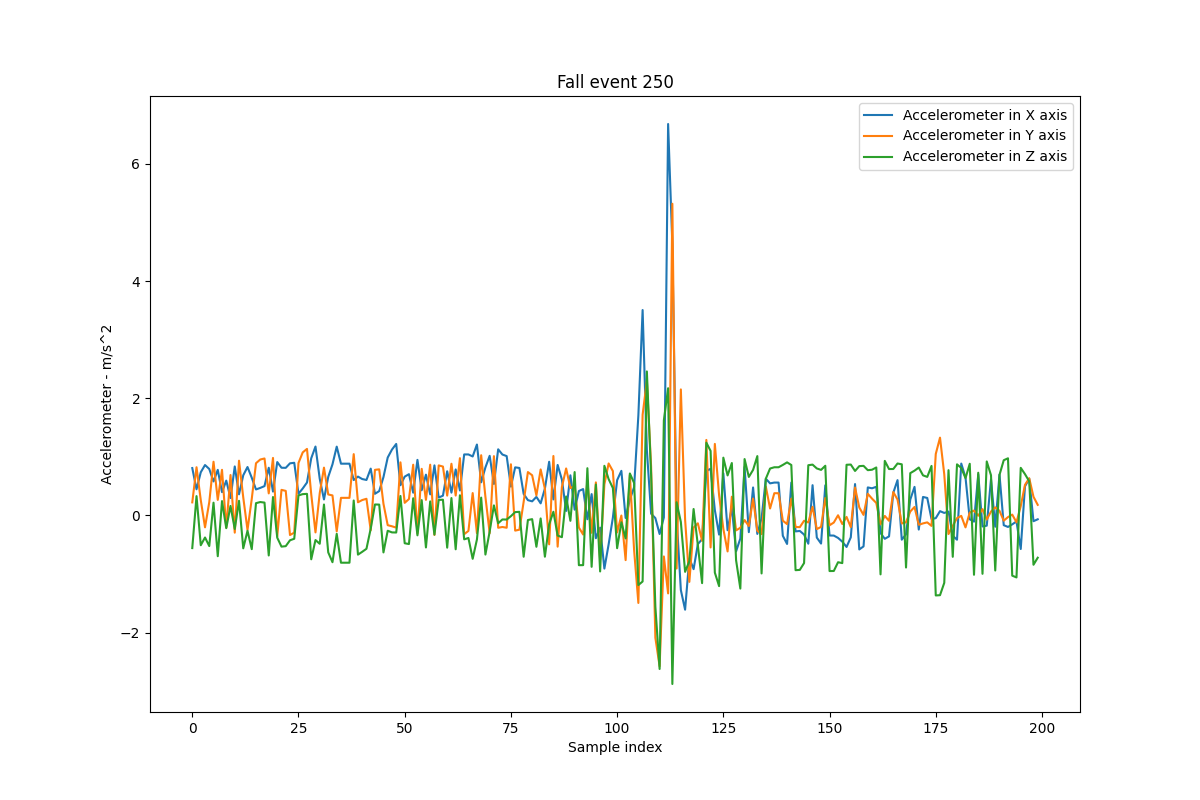 Fall event 250
Accelerometer in X axis
Accelerometer in Y axis
Accelerometer in Z axis
Accelerometer - m/s^2
6
4
2
0
−2
0 25 50 75 100 125 150 175 200
Sample index